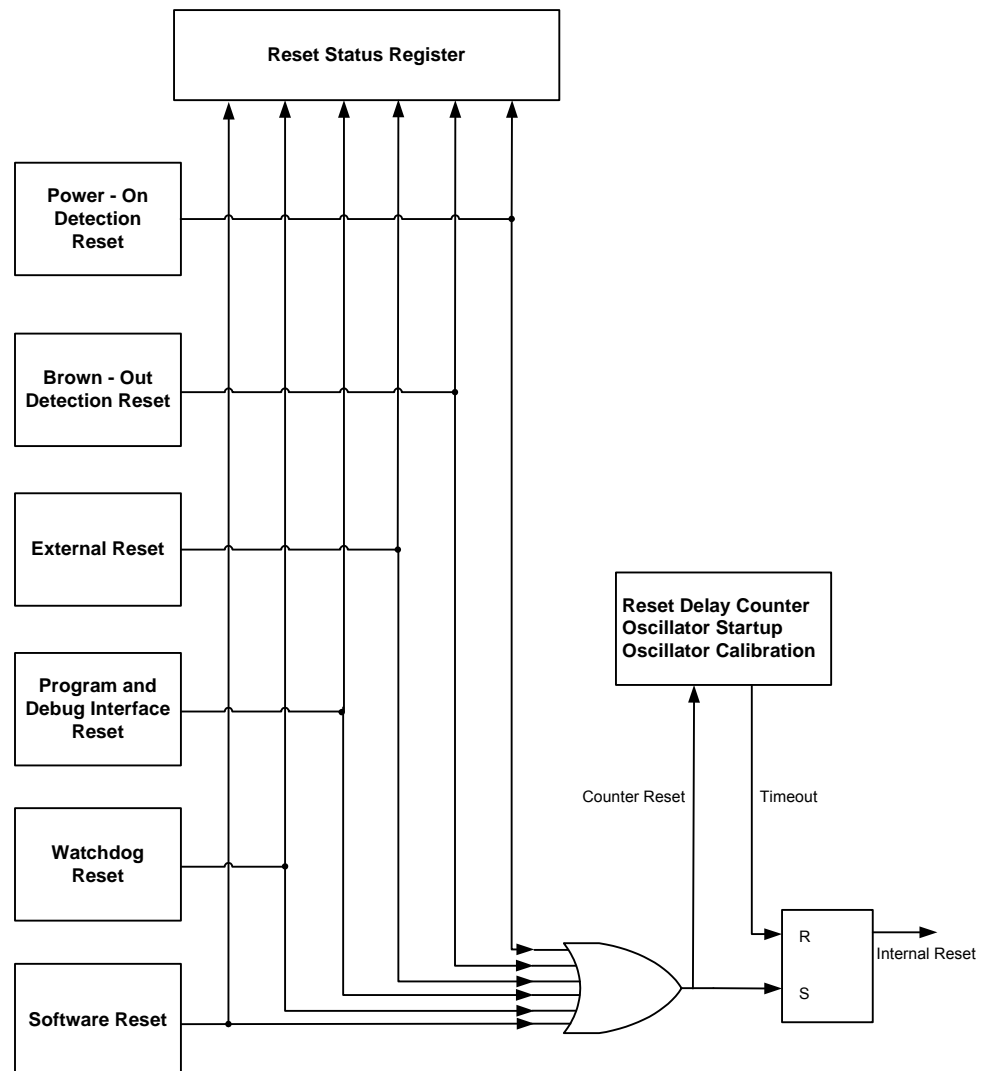 Reset Status Register
Power - On
Detection
Reset
Brown - Out
Detection Reset
External Reset
Program and
Debug Interface
Reset
Watchdog
Reset
Software Reset
Reset Delay Counter
Oscillator Startup
Oscillator Calibration
Counter Reset
Timeout
R
S
Internal Reset